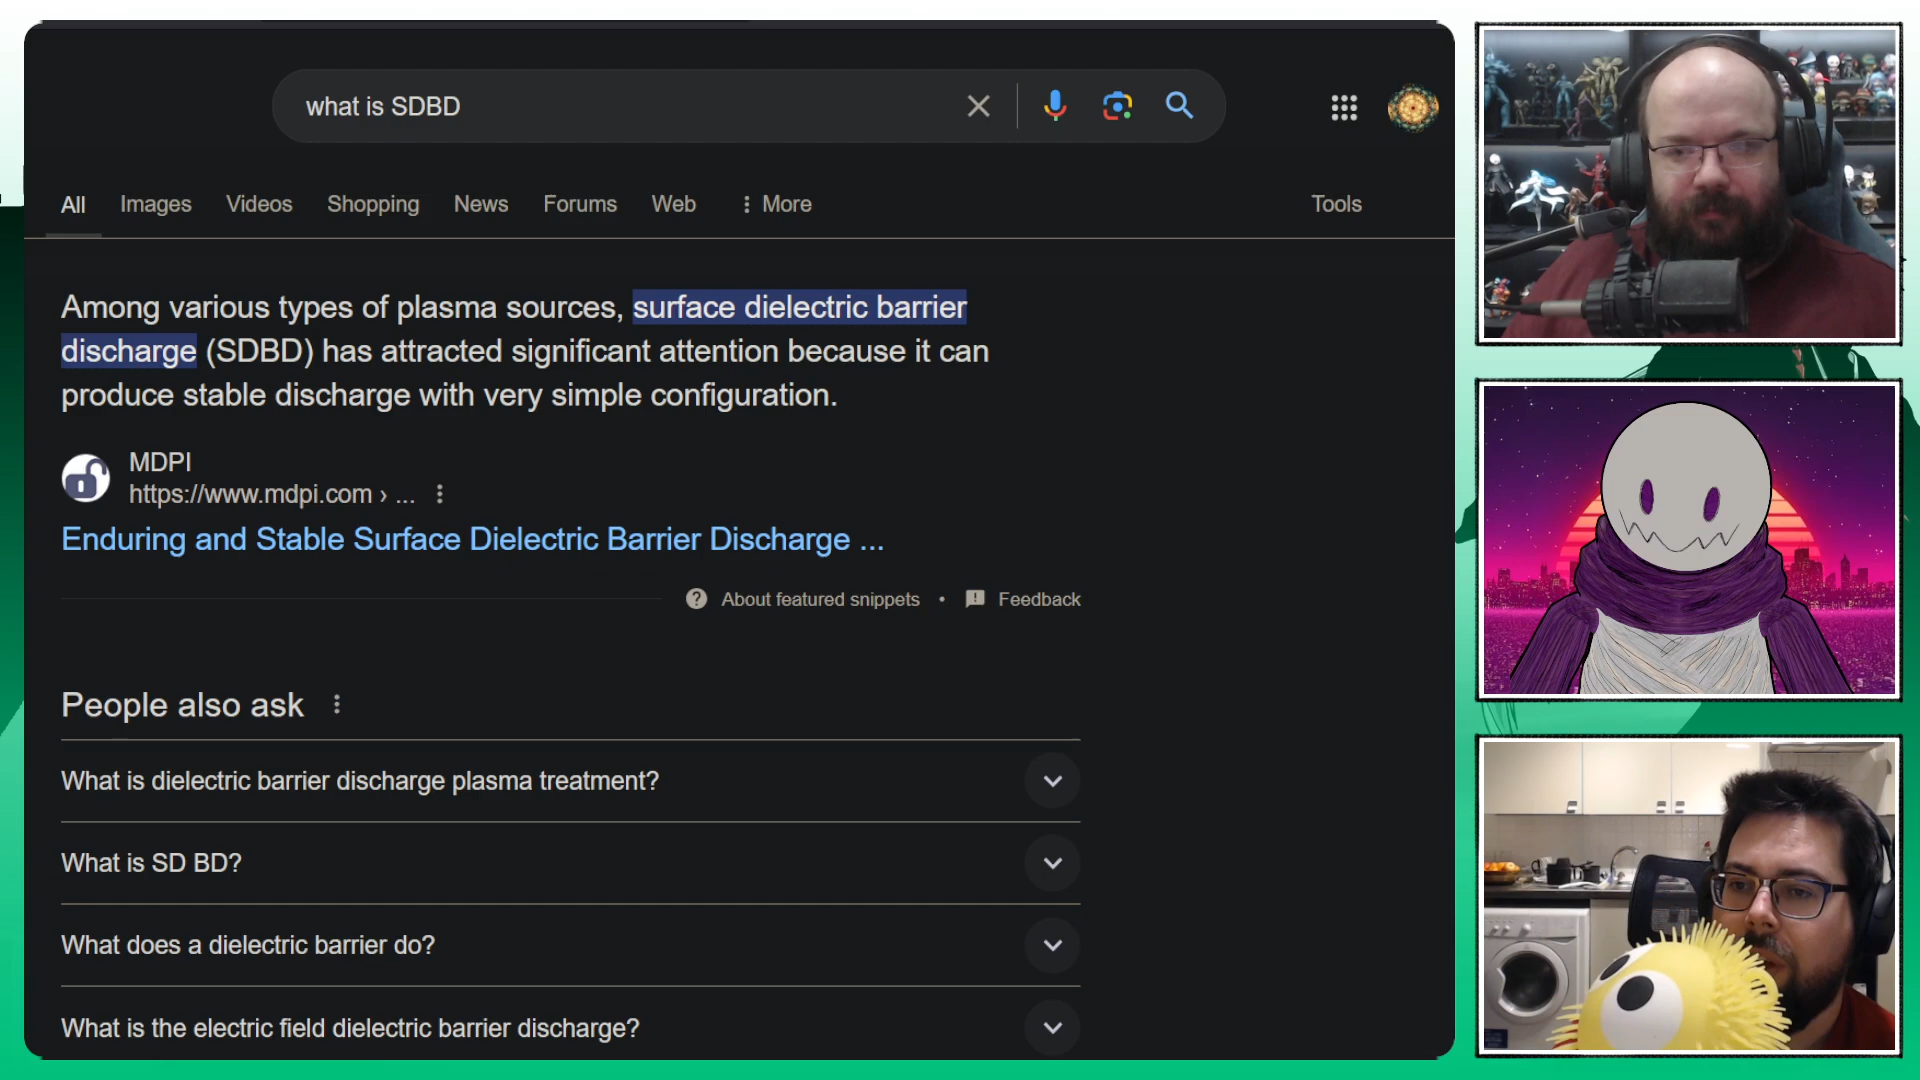 what is SDBD
All Images Videos Shopping News Forums Web More Tools
Among various types of plasma sources, surface dielectric barrier
discharge (SDBD) has attracted significant attention because it can
produce stable discharge with very simple configuration.
MDPI
https://www.mdpi.com › ...
Enduring and Stable Surface Dielectric Barrier Discharge ...
About featured snippets • Feedback
People also ask
What is dielectric barrier discharge plasma treatment?
What is SD BD?
What does a dielectric barrier do?
What is the electric field dielectric barrier discharge?